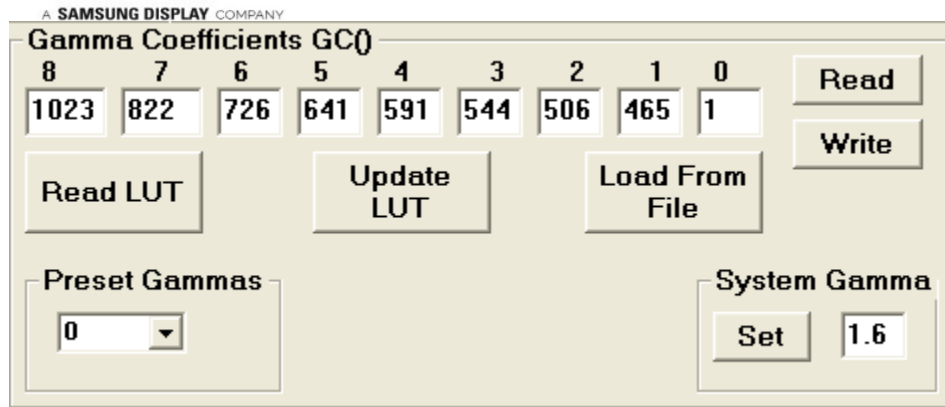 A SAMSUNG DISPLAY COMPANY
Gamma Coefficients GC()
8 7 6 5 4 3 2 1 0
1023 822 726 641 591 544 506 465 1
Read
Write
Read LUT
Update
LUT
Load From
File
Preset Gammas
0
System Gamma
Set 1.6